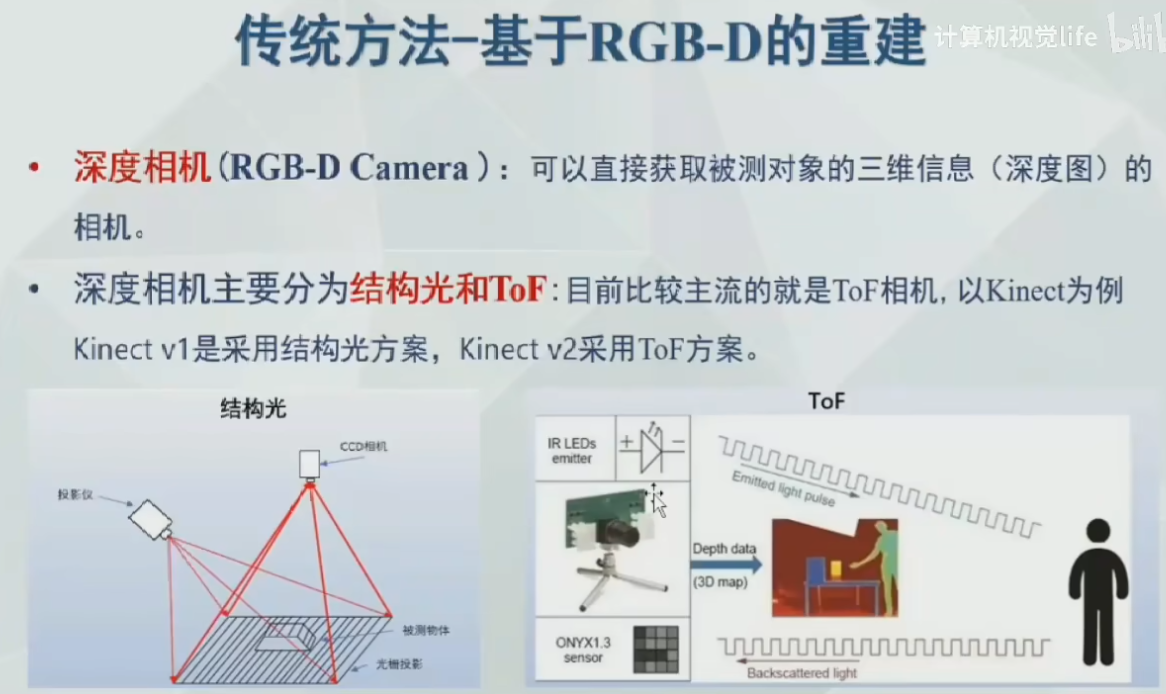 传统方法-基于RGB-D的重建
计算机视觉life
bilibili
• 深度相机(RGB-D Camera )：可以直接获取被测对象的三维信息（深度图）的
相机。
• 深度相机主要分为结构光和ToF:目前比较主流的就是ToF相机, 以Kinect为例
Kinect v1是采用结构光方案，Kinect v2采用ToF方案。
结构光
CCD相机
投影仪
被测物体
光栅投影
ToF
IR LEDs
emitter
Emitted light pulse
Depth data
(3D map)
ONYX1.3
sensor
Backscattered light